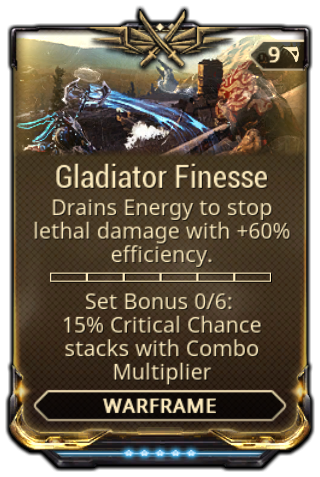 9
Gladiator Finesse
Drains Energy to stop
lethal damage with +60%
efficiency.
Set Bonus 0/6:
15% Critical Chance
stacks with Combo
Multiplier
WARFRAME